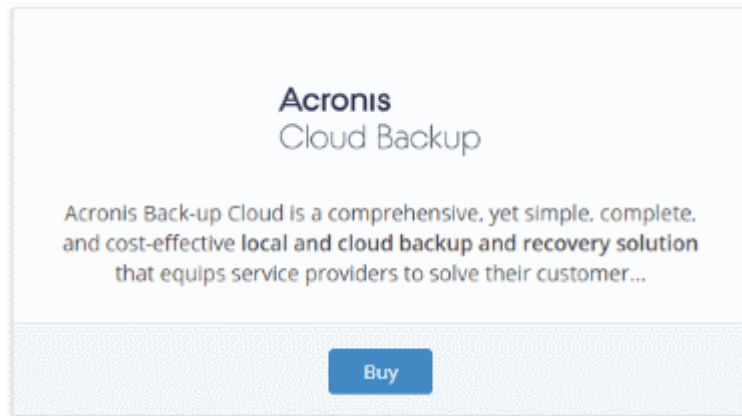 Acronis
Cloud Backup
Acronis Back-up Cloud is a comprehensive, yet simple, complete,
and cost-effective local and cloud backup and recovery solution
that equips service providers to solve their customer...
Buy